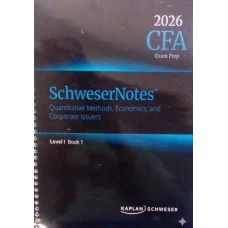 2026
CFA
Exam Prep
SchweserNotes™
Quantitative Methods, Economics, and
Corporate Issuers
Level I Book 1
KAPLAN SCHWESER